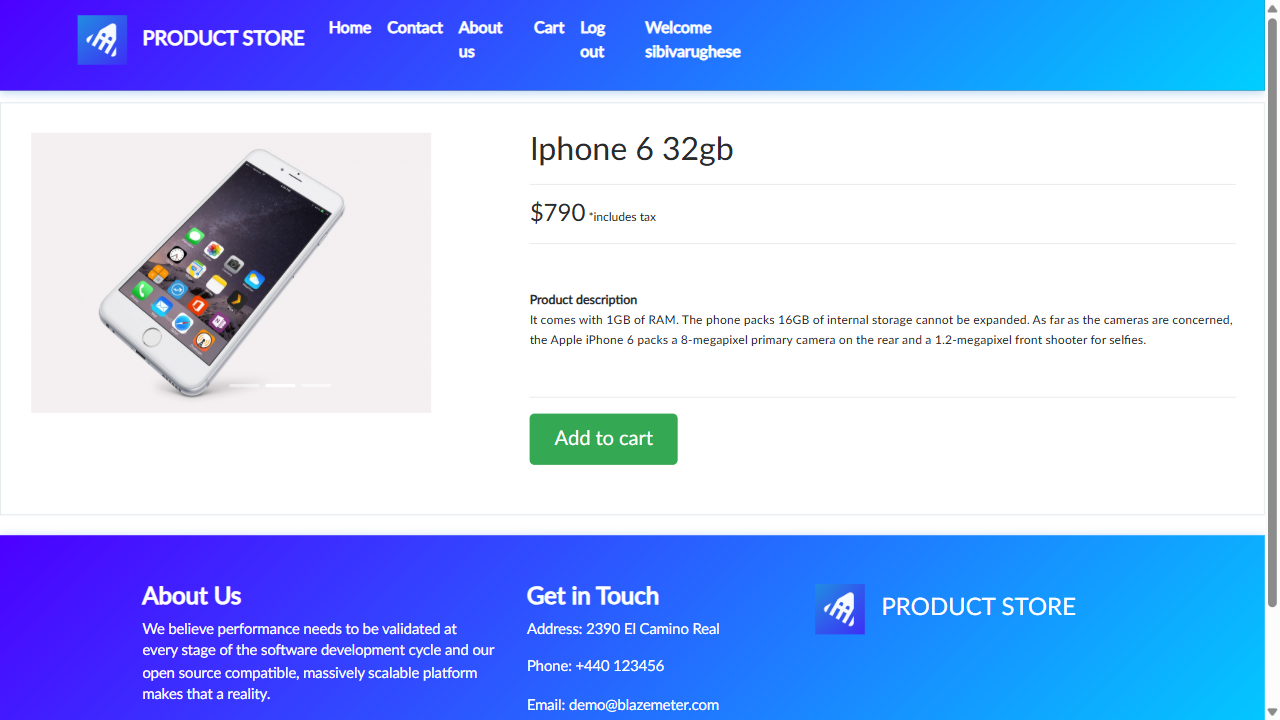 PRODUCT STORE
Home
Contact
About
us
Cart
Log
out
Welcome
sibivarughese
Iphone 6 32gb
$790 *includes tax
Product description
It comes with 1GB of RAM. The phone packs 16GB of internal storage cannot be expanded. As far as the cameras are concerned,
the Apple iPhone 6 packs a 8-megapixel primary camera on the rear and a 1.2-megapixel front shooter for selfies.
Add to cart
About Us
We believe performance needs to be validated at
every stage of the software development cycle and our
open source compatible, massively scalable platform
makes that a reality.
Get in Touch
Address: 2390 El Camino Real
Phone: +440 123456
Email: demo@blazemeter.com
PRODUCT STORE